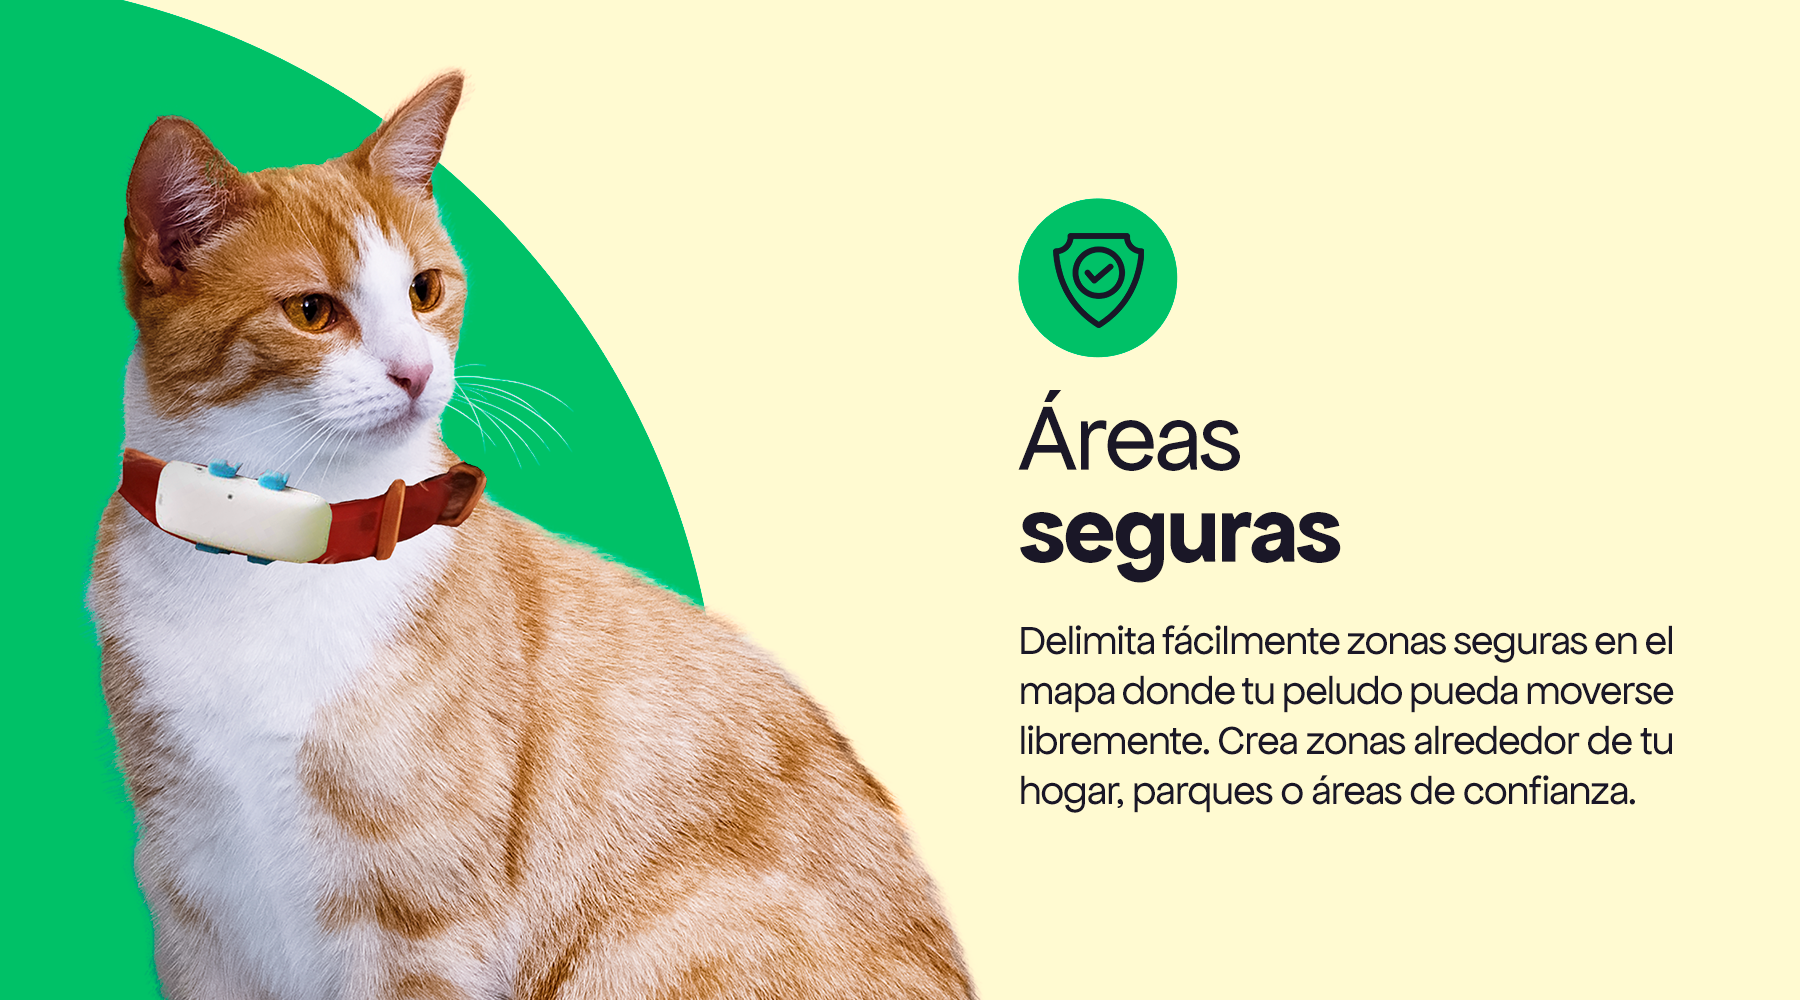 Áreas
seguras
Delimita fácilmente zonas seguras en el
mapa donde tu peludo pueda moverse
libremente. Crea zonas alrededor de tu
hogar, parques o áreas de confianza.